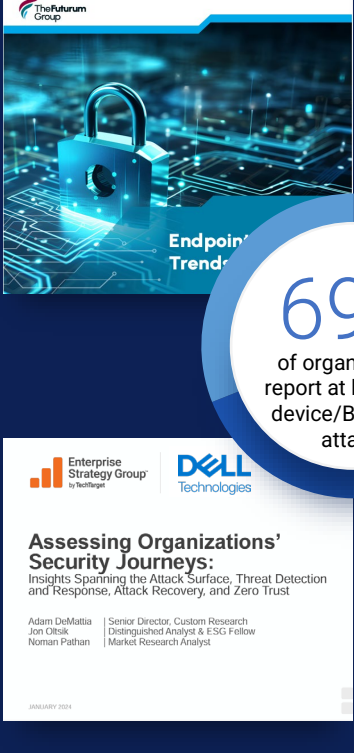 TheFuturum
Group
Endpoint
Trends
69
of organ
report at l
device/B
atta
Enterprise
Strategy Group
by TechTarget
DELL
Technologies
Assessing Organizations'
Security Journeys:
Insights Spanning the Attack Surface, Threat Detection
and Response, Attack Recovery, and Zero Trust
Adam DeMattia | Senior Director, Custom Research
Jon Oltsik | Distinguished Analyst & ESG Fellow
Noman Pathan | Market Research Analyst
JANUARY 2024